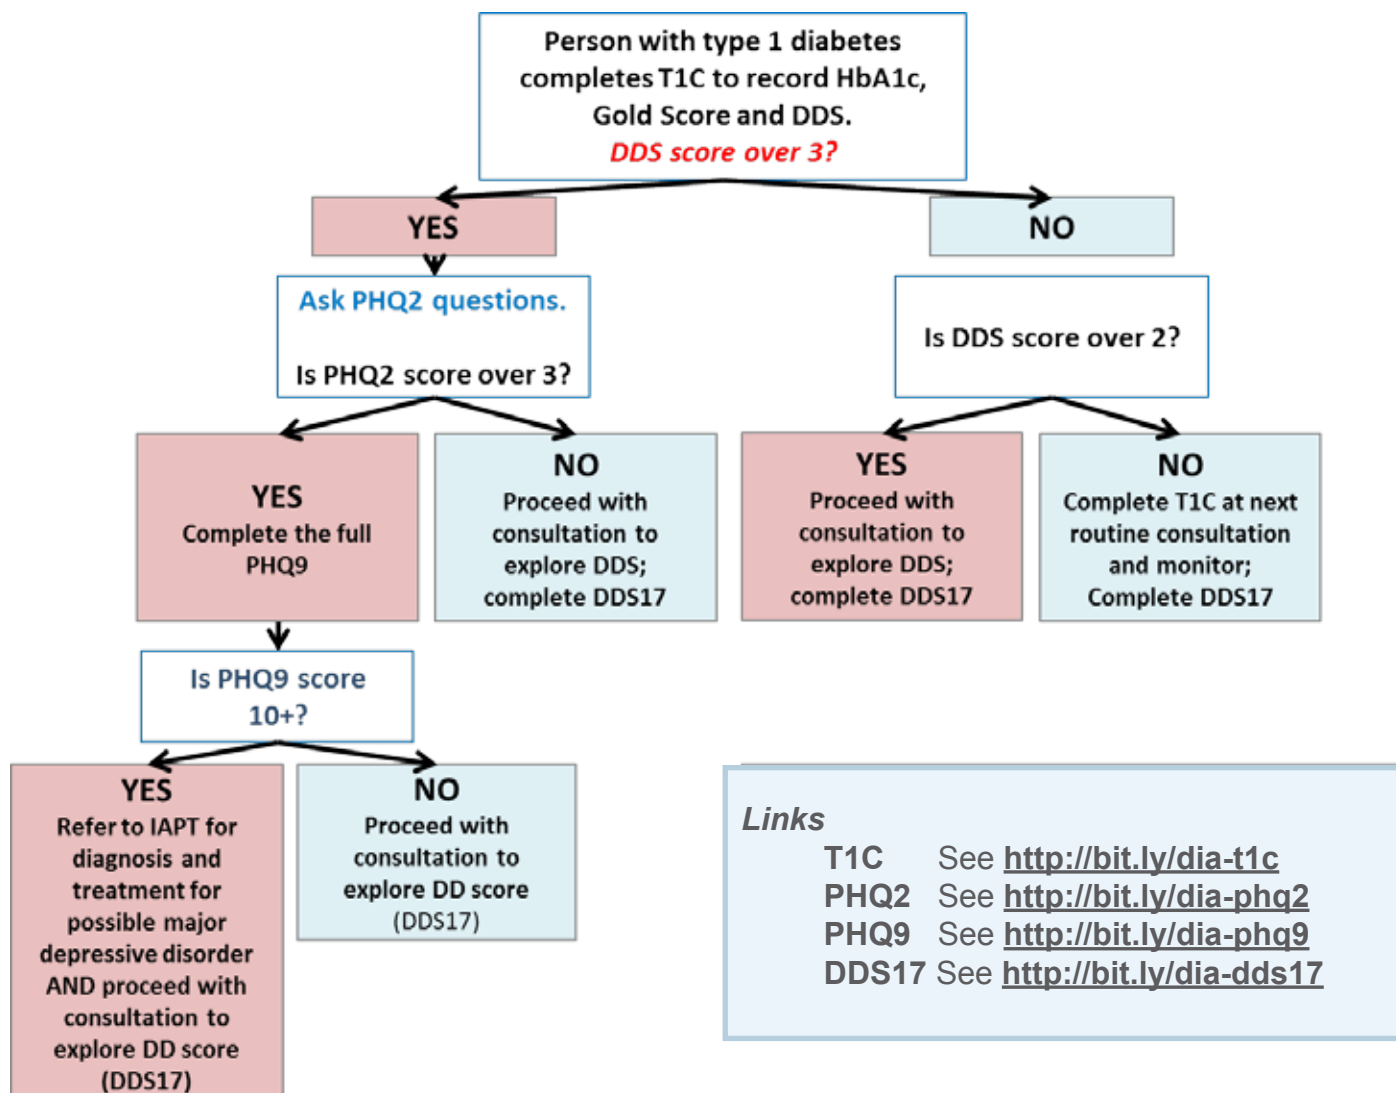 Person with type 1 diabetes
completes T1C to record HbA1c,
Gold Score and DDS.
DDS score over 3?
YES
NO
Ask PHQ2 questions.
Is PHQ2 score over 3?
Is DDS score over 2?
YES
Complete the full
PHQ9
NO
Proceed with
consultation to
explore DDS;
complete DDS17
YES
Proceed with
consultation to
explore DDS;
complete DDS17
NO
Complete T1C at next
routine consultation
and monitor;
Complete DDS17
Is PHQ9 score
10+?
YES
Refer to IAPT for
diagnosis and
treatment for
possible major
depressive disorder
AND proceed with
consultation to
explore DD score
(DDS17)
NO
Proceed with
consultation to
explore DD score
(DDS17)
Links
T1C See http://bit.ly/dia-t1c
PHQ2 See http://bit.ly/dia-phq2
PHQ9 See http://bit.ly/dia-phq9
DDS17 See http://bit.ly/dia-dds17